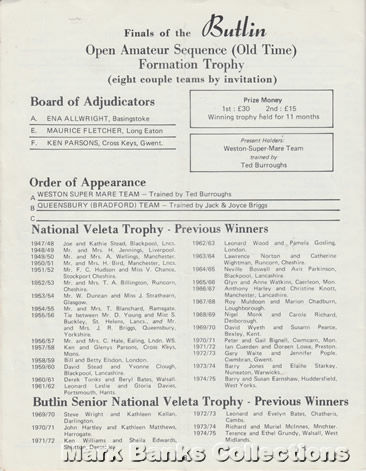 Finals of the Butlin
Open Amateur Sequence (Old Time)
Formation Trophy
(eight couple teams by invitation)
Board of Adjudicators
A. ENA ALLWRIGHT, Basingstoke
E. MAURICE FLETCHER, Long Eaton
F. KEN PARSONS, Cross Keys, Gwent.
Prize Money
1st : £30 2nd : £15
Winning trophy held for 11 months
Present Holders:
Weston-Super-Mare Team
trained by
Ted Burroughs
Order of Appearance
A WESTON SUPER MARE TEAM — Trained by Ted Burroughs
B QUEENSBURY (BRADFORD) TEAM — Trained by Jack & Joyce Briggs
C
National Veleta Trophy - Previous Winners
1947/48 Joe and Kathie Stead, Blackpool, Lncs.
1948/49 Mr. and Mrs. H. Jennings, Liverpool.
1949/50 Mr. and Mrs. A. Wellings, Manchester.
1950/51 Mr. and Mrs. H. Bird, Manchester, Lncs.
1951/52 Mr. F. C. Hudson and Miss V. Chance,
Stockport Cheshire.
1952/53 Mr. and Mrs. T. A. Billington, Runcorn,
Cheshire.
1953/54 Mr. W. Duncan and Miss J. Strathearn,
Glasgow.
1954/55 Mr. and Mrs. T. Blanchard, Ramsgate.
1955/56 Tie between Mr. D. Young and Miss S.
Buckley, St. Helens, Lancs. and Mr.
and Mrs. J. R. Briggs, Queensbury,
Yorkshire.
1956/57 Mr. and Mrs. C. Hale, Ealing, Lndn. W5.
1957/58 Ken and Glenys Parsons, Cross Keys,
Mons.
1958/59 Bill and Betty Elsdon, London.
1959/60 David Stead and Yvonne Clough,
Blackpool, Lancashire.
1960/61 Derek Tonks and Beryl Bates, Walsall.
1961/62 Leonard Leslie and Gloria Davies,
Portsmouth, Hants.
1962/63 Leonard Wood and Pamela Gosling,
London.
1963/64 Lawrence Norton and Catherine
Wightman, Runcorn, Cheshire.
1964/65 Neville Boswell and Avis Parkinson,
Blackpool, Lancashire.
1965/66 Glyn and Anne Watkins, Caerleon, Mon.
1966/67 Anthony Harley and Christine Knott,
Manchester, Lancashire.
1967/68 Roy Muldoon and Marion Chadburn,
Loughborough.
1968/69 Nigel Monk and Carole Richard,
Desborough.
1969/70 David Wyeth and Susann Pearce,
Bexley, Kent.
1970/71 Peter and Gail Bignell, Cwmcarn, Mon.
1971/72 Ian Gweden and Doreen Lowe, Preston.
1972/73 Gary Waite and Jennifer Pople,
Cwmbran, Gwent.
1973/74 Barry Jones and Elaine Starkey,
Nuneaton, Warwicks.
1974/75 Barry and Susan Earnshaw, Huddersfield,
West Yorks.
Butlin Senior National Veleta Trophy - Previous Winners
1969/70 Steve Wright and Kathleen Kellan,
Darlington.
1970/71 John Hartley and Kathleen Matthews,
Harrogate.
1971/72 Ken Williams and Sheila Edwards,
1972/73 Leonard and Evelyn Bates, Chatham,
Cambs.
1973/74 Richard and Muriel McInnes, Mnchtr.
1974/75 Terence and Ethel Grundy, Walsall, West
Midlands.
Mark Banks Collections